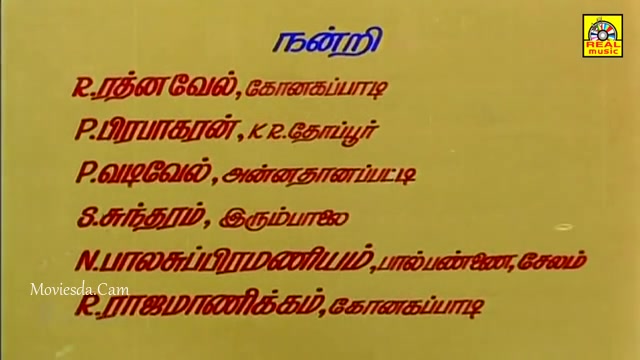 நன்றி
REAL
music
R.ரத்னவேல், கோனகப்பாடி
P.பிரபாகரன், K R.தோப்பூர்
P.வடிவேல், அன்னதானப்பட்டி
S.சுந்தரம், இரும்பாலை
N.பாலசுப்பிரமணியம், பால்பண்ணை, சேலம்
Moviesda.Cam
R.ராஜமாணிக்கம், கோனகப்பாடி